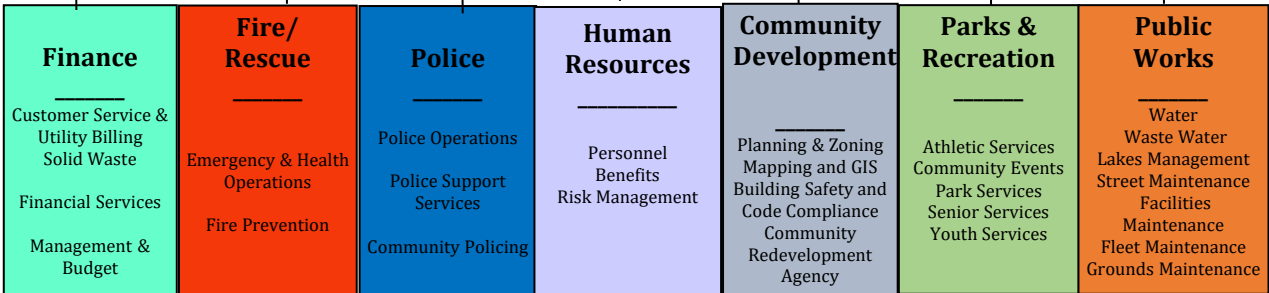 Finance
Customer Service &
Utility Billing
Solid Waste
Financial Services
Management &
Budget
Fire/
Rescue
Emergency & Health
Operations
Fire Prevention
Police
Police Operations
Police Support
Services
Community Policing
Human
Resources
Personnel
Benefits
Risk Management
Community
Development
Planning & Zoning
Mapping and GIS
Building Safety and
Code Compliance
Community
Redevelopment
Agency
Parks &
Recreation
Athletic Services
Community Events
Park Services
Senior Services
Youth Services
Public
Works
Water
Waste Water
Lakes Management
Street Maintenance
Facilities
Maintenance
Fleet Maintenance
Grounds Maintenance